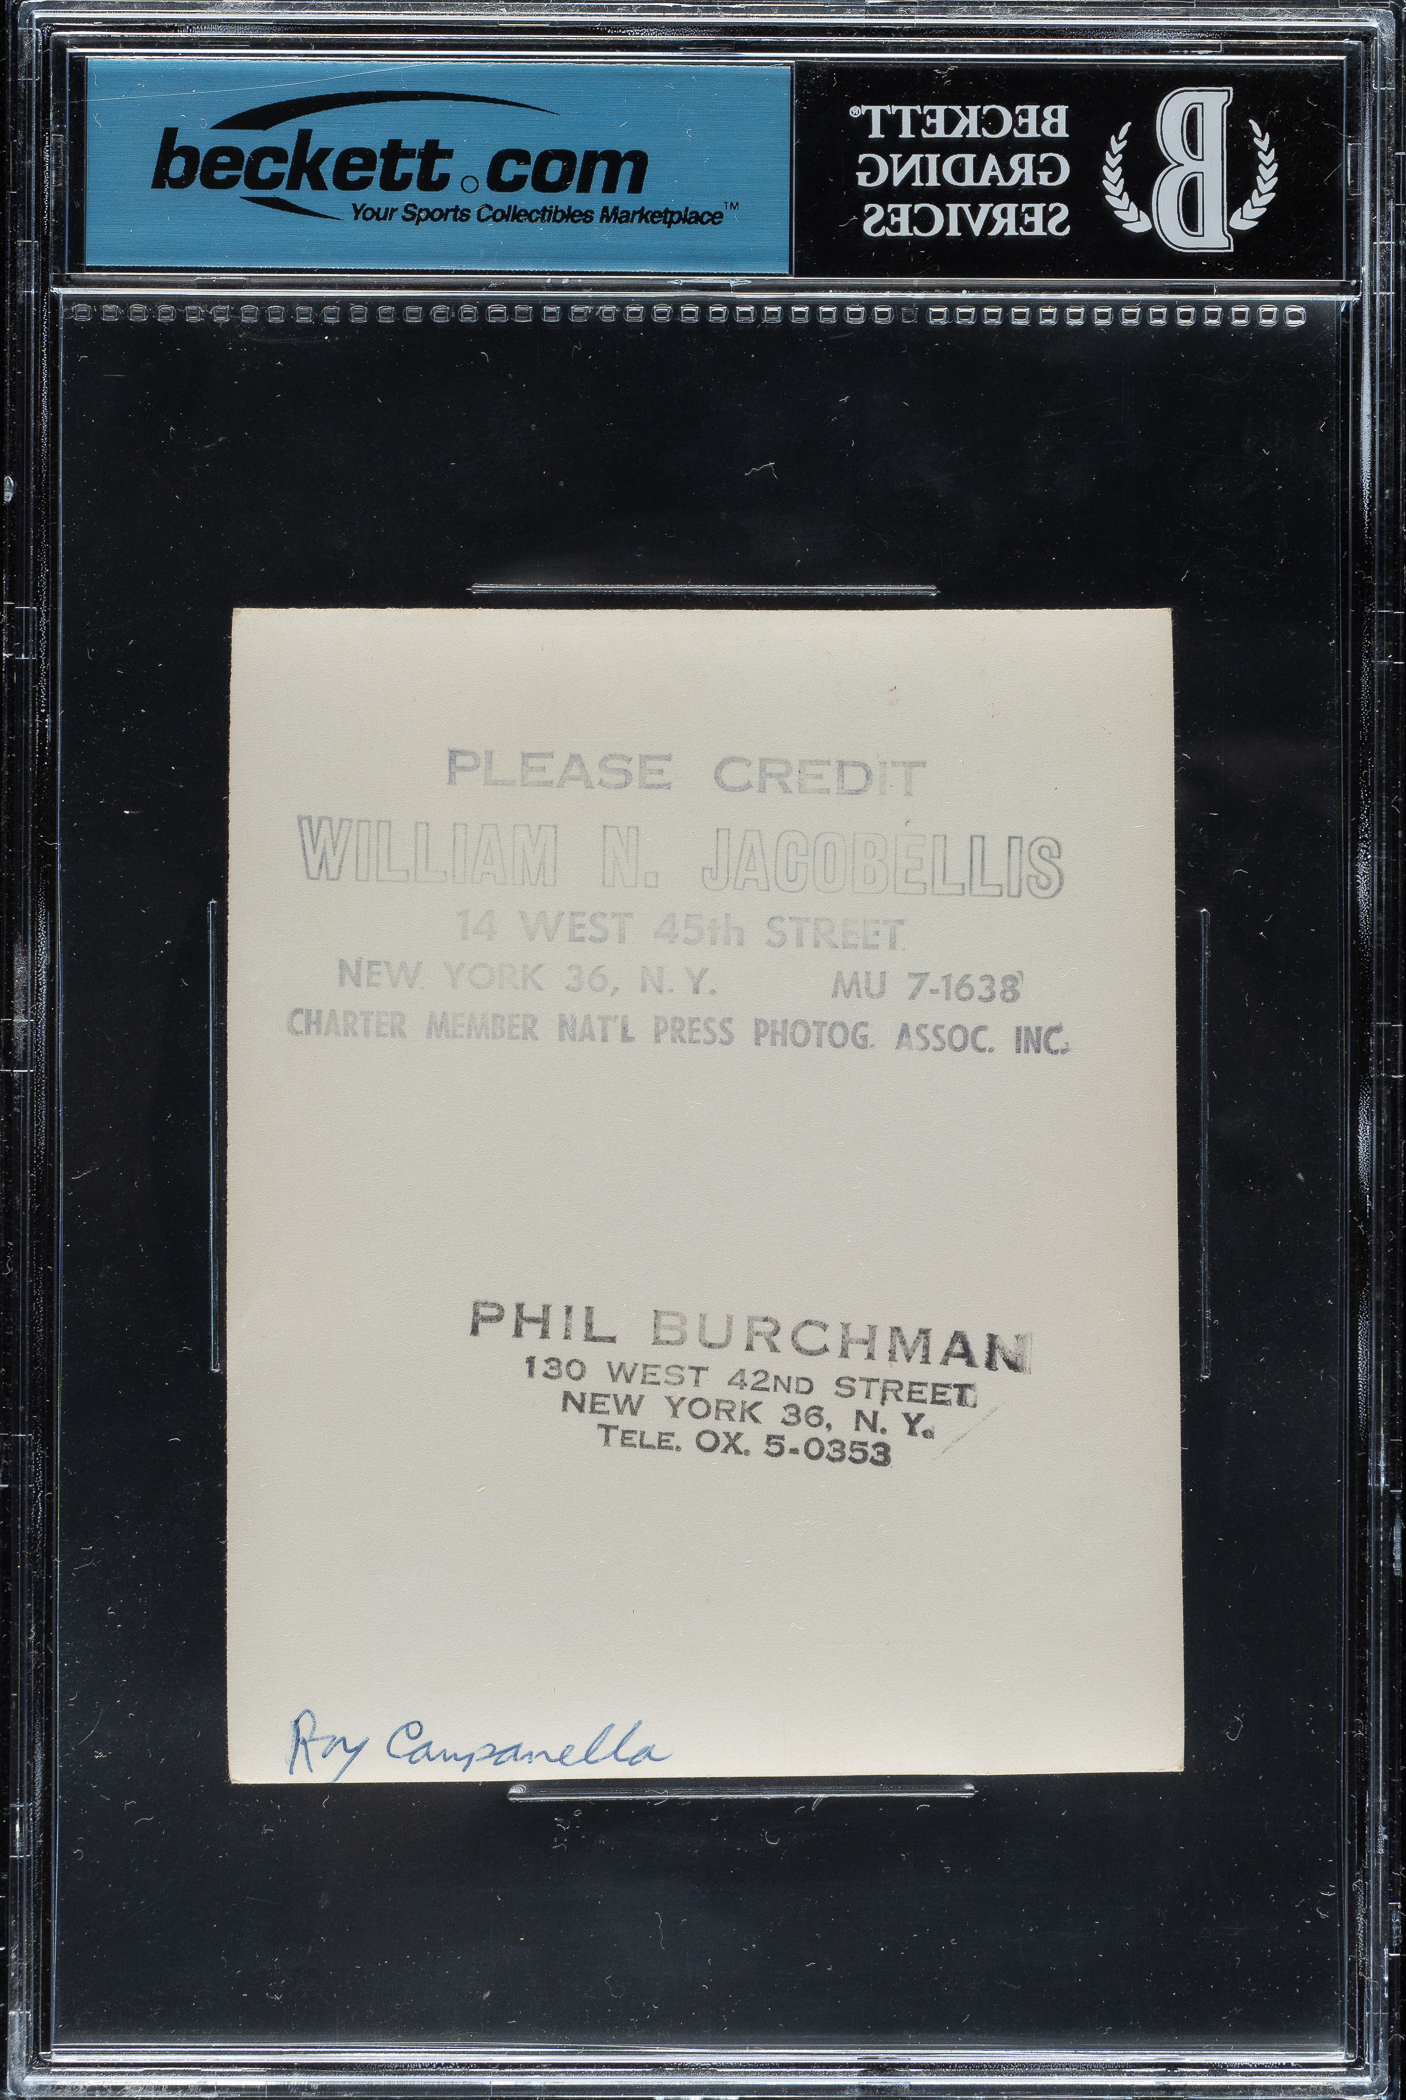 beckett.com
Your Sports Collectibles Marketplace™
BECKETT®
GRADING
SERVICES
B
PLEASE CREDIT
WILLIAM N. JACOBELLIS
14 WEST 45th STREET
NEW YORK 36, N. Y. MU 7-1638
CHARTER MEMBER NAT'L PRESS PHOTOG. ASSOC. INC.
PHIL BURCHMAN
130 WEST 42ND STREET
NEW YORK 36, N. Y.
TELE. OX. 5-0353
Roy Campanella